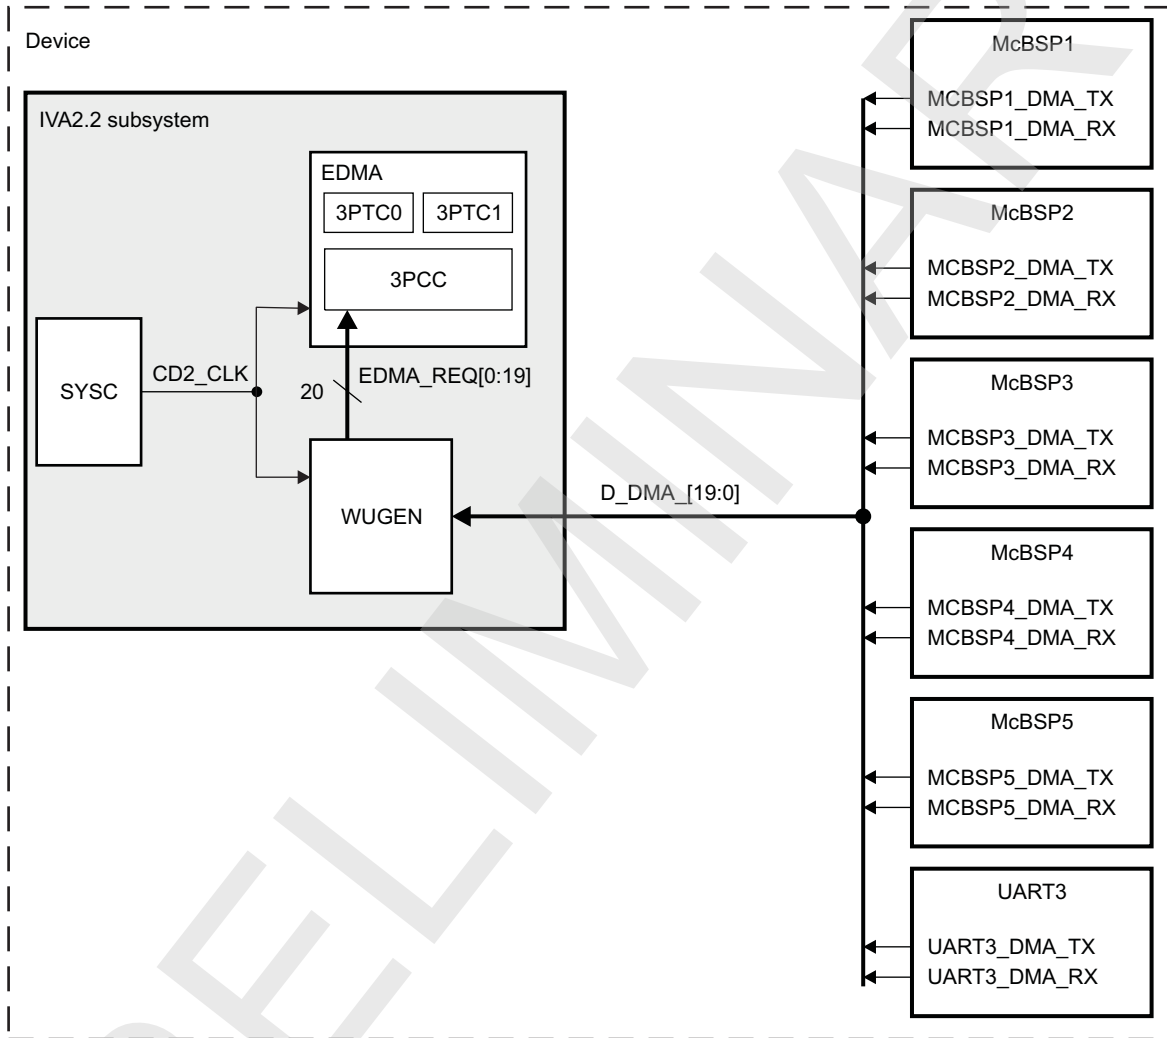 Device
IVA2.2 subsystem
EDMA
3PTC0
3PTC1
3PCC
SYSC
CD2_CLK
20
EDMA_REQ[0:19]
WUGEN
D_DMA_[19:0]
McBSP1
MCBSP1_DMA_TX
MCBSP1_DMA_RX
McBSP2
MCBSP2_DMA_TX
MCBSP2_DMA_RX
McBSP3
MCBSP3_DMA_TX
MCBSP3_DMA_RX
McBSP4
MCBSP4_DMA_TX
MCBSP4_DMA_RX
McBSP5
MCBSP5_DMA_TX
MCBSP5_DMA_RX
UART3
UART3_DMA_TX
UART3_DMA_RX
ELIMINAR